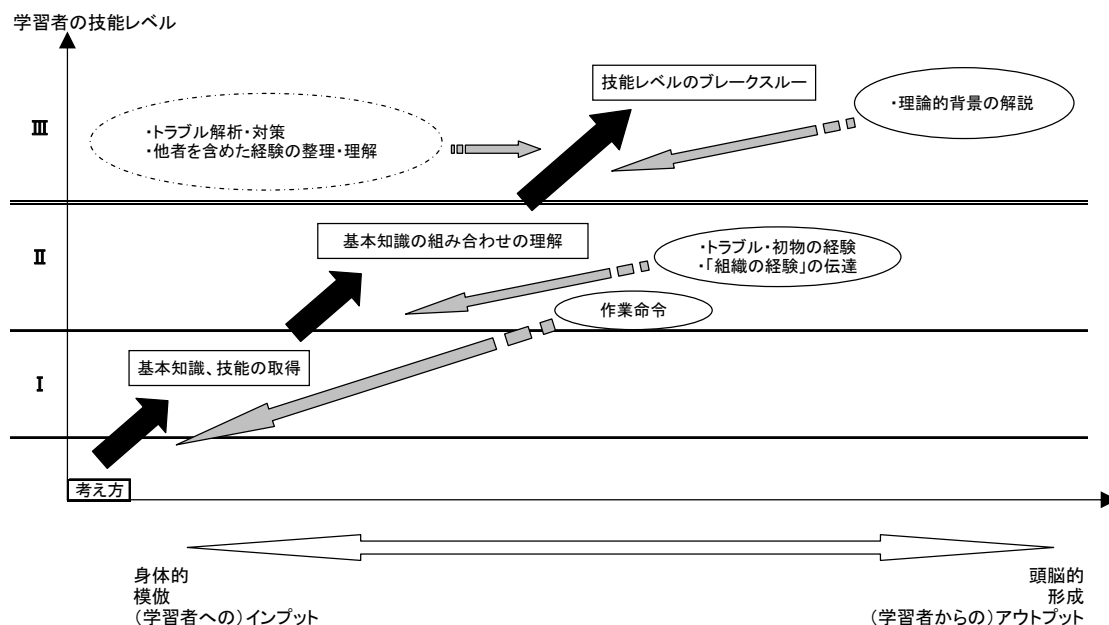 学習者の技能レベル
技能レベルのブレークスルー
・理論的背景の解説
Ⅲ
・トラブル解析・対策
・他者を含めた経験の整理・理解
基本知識の組み合わせの理解
Ⅱ
・トラブル・初物の経験
・「組織の経験」の伝達
作業命令
基本知識、技能の取得
Ⅰ
考え方
身体的
模倣
(学習者への)インプット
頭脳的
形成
(学習者からの)アウトプット